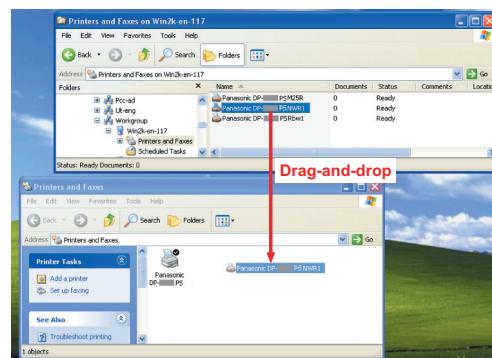 Printers and Faxes on Win2k-en-117
File Edit View Favorites Tools Help
Back Search Folders
Address Printers and Faxes on Win2k-en-117 Go
Folders X Name Documents Status Comments Locatio
Pcc-ad
Ut-eng
Workgroup
Win2k-en-117
Printers and Faxes
Scheduled Tasks
Panasonic DP- PSM25R 0 Ready
Panasonic DP- PSNWR1 0 Ready
Panasonic DP- PSRbw1 0 Ready
Status: Ready Documents: 0
Drag-and-drop
Printers and Faxes
File Edit View Favorites Tools Help
Back Search Folders
Address Printers and Faxes Go
Printer Tasks
Add a printer
Set up faxing
See Also
Troubleshoot printing
Panasonic
DP- PS
Panasonic DP- PS NWR1
1 objects